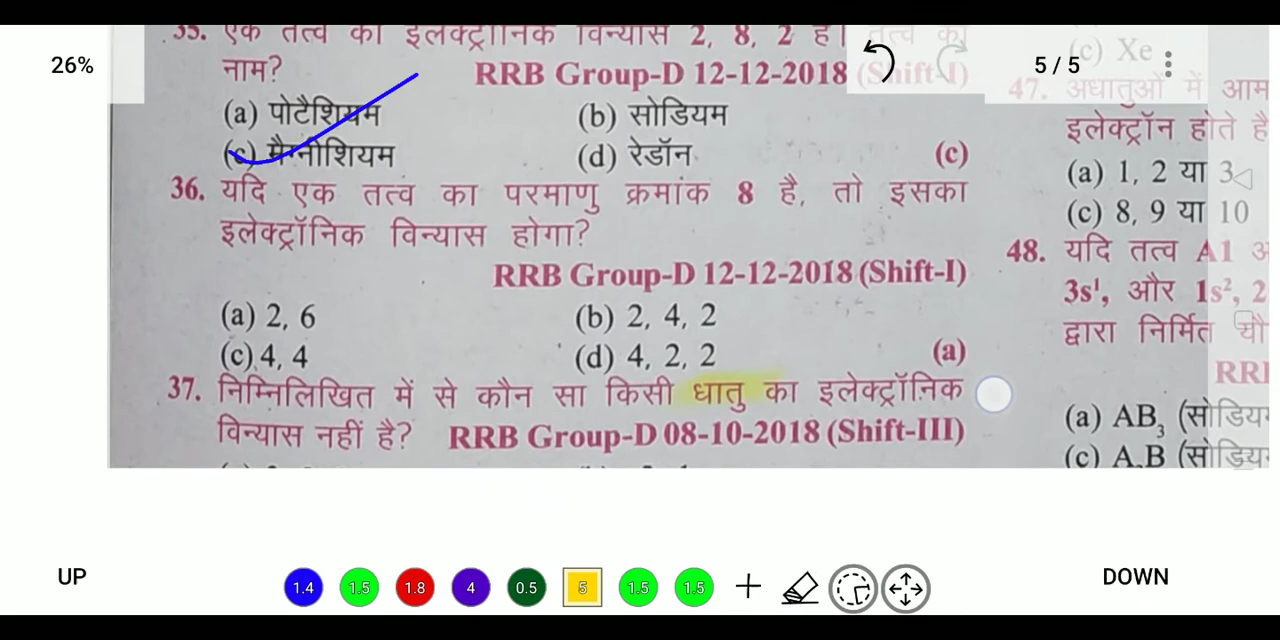 26%
5 / 5
35. एक तत्व का इलेक्ट्रॉनिक विन्यास 2, 8, 2 है। तत्व का
नाम? RRB Group-D 12-12-2018 (Shift-I)
(a) पोटैशियम (b) सोडियम
(c) मैग्नीशियम (d) रेडॉन (c)
36. यदि एक तत्व का परमाणु क्रमांक 8 है, तो इसका
इलेक्ट्रॉनिक विन्यास होगा?
RRB Group-D 12-12-2018 (Shift-I)
(a) 2, 6 (b) 2, 4, 2
(c) 4, 4 (d) 4, 2, 2 (a)
37. निम्निलिखित में से कौन सा किसी धातु का इलेक्ट्रॉनिक
विन्यास नहीं है? RRB Group-D 08-10-2018 (Shift-III)
(c) Xe
47. अधातुओं में आम
इलेक्ट्रॉन होते है
(a) 1, 2 या 3
(c) 8, 9 या 10
48. यदि तत्व A1
3s¹, और 1s², 2
द्वारा निर्मित यौ
RRI
(a) AB₃ (सोडिय
(c) A₂B (सोडिय
UP
1.4 1.5 1.8 4 0.5 5 1.5 1.5
DOWN